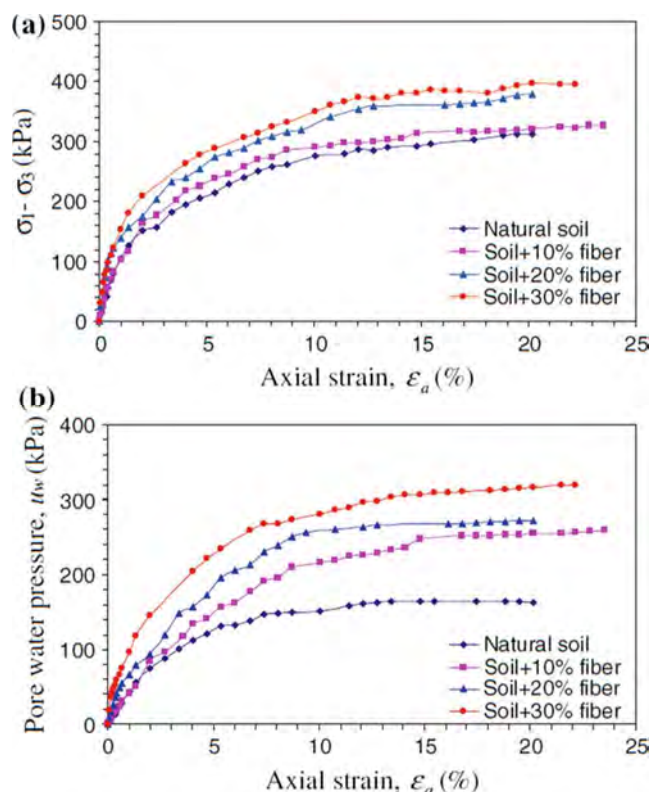 (a)
500
400
300
200
100
0
σ1- σ3 (kPa)
Natural soil
Soil+10% fiber
Soil+20% fiber
Soil+30% fiber
0 5 10 15 20 25
Axial strain, εa (%)
(b)
400
300
200
100
0
Pore water pressure, uw (kPa)
Natural soil
Soil+10% fiber
Soil+20% fiber
Soil+30% fiber
0 5 10 15 20 25
Axial strain, εa (%)